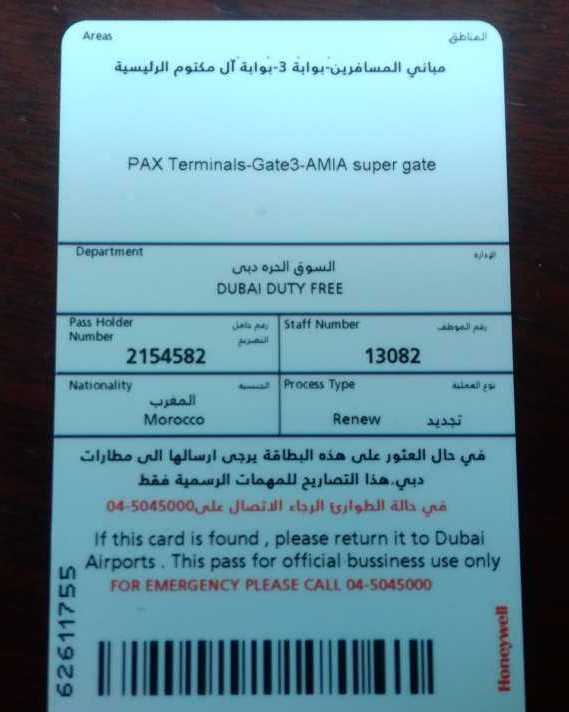 Areas المناطق
مباني المسافرين-بوابة 3-بوابة آل مكتوم الرئيسية
PAX Terminals-Gate3-AMIA super gate
Department الإدارة
السوق الحره دبى
DUBAI DUTY FREE
Pass Holder Number رقم حامل التصريح
2154582
Staff Number رقم الموظف
13082
Nationality الجنسية
المغرب
Morocco
Process Type نوع العملية
Renew تجديد
في حال العثور على هذه البطاقة يرجى ارسالها الى مطارات
دبي.هذا التصاريح للمهمات الرسمية فقط
في حالة الطوارئ الرجاء الاتصال على04-5045000
If this card is found , please return it to Dubai
Airports . This pass for official bussiness use only
FOR EMERGENCY PLEASE CALL 04-5045000
62611755
Honeywell